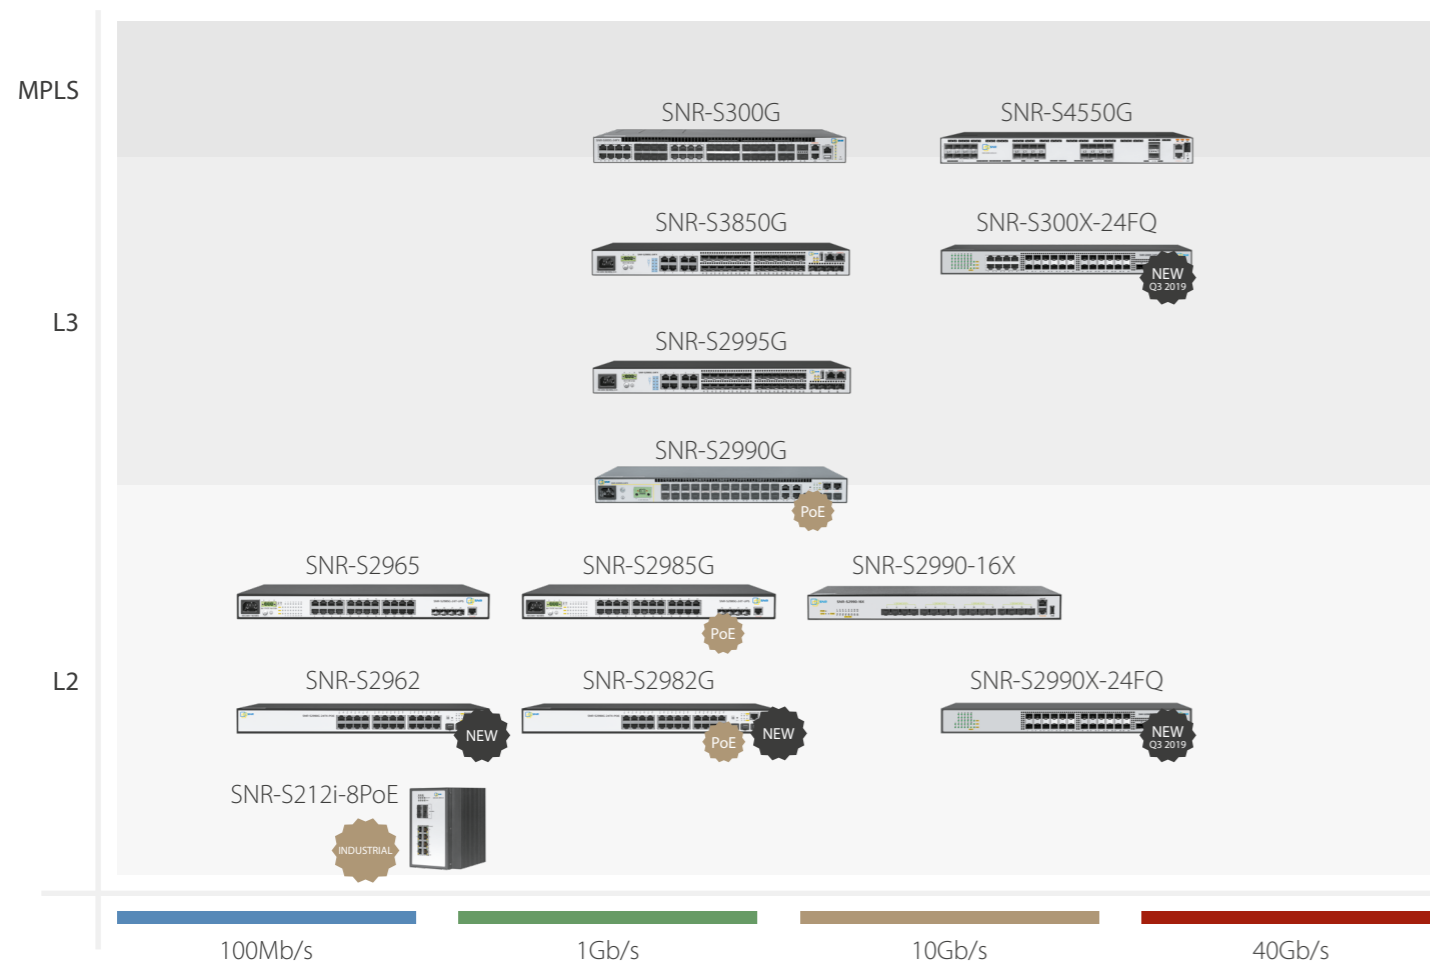 MPLS
SNR-S300G
SNR-S4550G
SNR-S3850G
SNR-S300X-24FQ
NEW
Q3 2019
L3
SNR-S2995G
SNR-S2990G
PoE
SNR-S2965
SNR-S2985G
SNR-S2990-16X
PoE
L2
SNR-S2962
SNR-S2982G
SNR-S2990X-24FQ
NEW
PoE
NEW
NEW
Q3 2019
SNR-S212i-8PoE
INDUSTRIAL
100Mb/s
1Gb/s
10Gb/s
40Gb/s